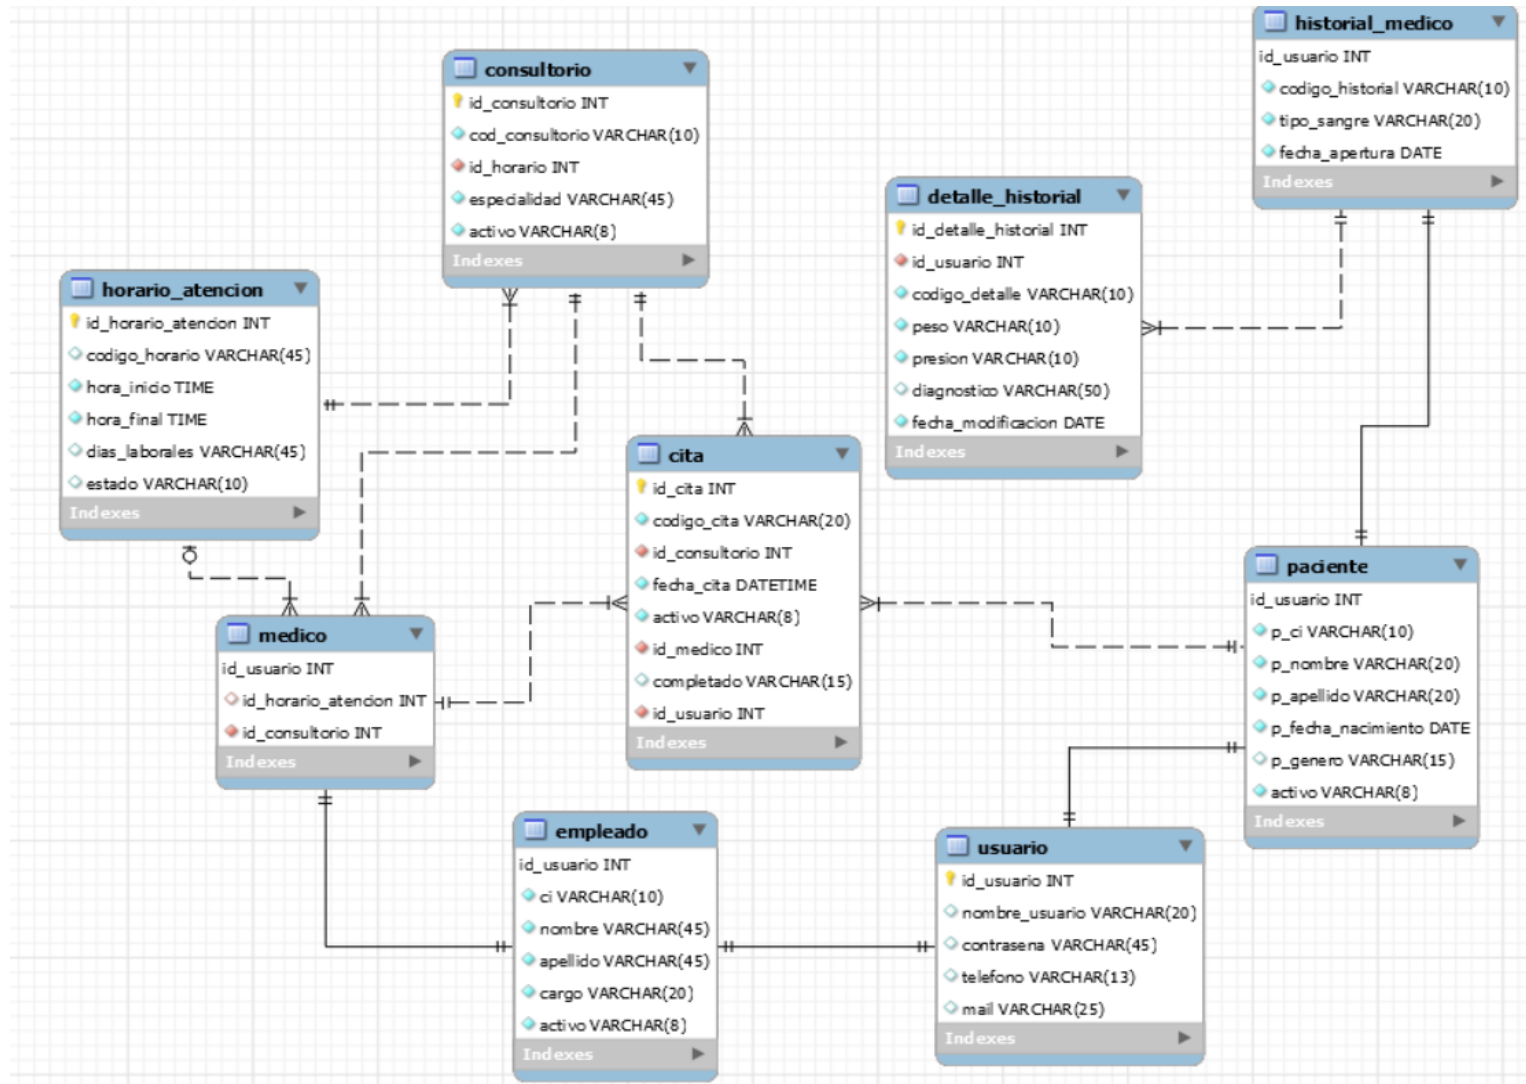 historial_medico
id_usuario INT
codigo_historial VARCHAR(10)
tipo_sangre VARCHAR(20)
fecha_apertura DATE
Indexes
consultorio
id_consultorio INT
cod_consultorio VARCHAR(10)
id_horario INT
especialidad VARCHAR(45)
activo VARCHAR(8)
Indexes
detalle_historial
id_detalle_historial INT
id_usuario INT
codigo_detalle VARCHAR(10)
peso VARCHAR(10)
presion VARCHAR(10)
diagnostico VARCHAR(50)
fecha_modificacion DATE
Indexes
horario_atencion
id_horario_atencion INT
codigo_horario VARCHAR(45)
hora_inicio TIME
hora_final TIME
dias_laborales VARCHAR(45)
estado VARCHAR(10)
Indexes
cita
id_cita INT
codigo_cita VARCHAR(20)
id_consultorio INT
fecha_cita DATETIME
activo VARCHAR(8)
id_medico INT
completado VARCHAR(15)
id_usuario INT
Indexes
paciente
id_usuario INT
p_ci VARCHAR(10)
p_nombre VARCHAR(20)
p_apellido VARCHAR(20)
p_fecha_nacimiento DATE
p_genero VARCHAR(15)
activo VARCHAR(8)
Indexes
medico
id_usuario INT
id_horario_atencion INT
id_consultorio INT
Indexes
empleado
id_usuario INT
ci VARCHAR(10)
nombre VARCHAR(45)
apellido VARCHAR(45)
cargo VARCHAR(20)
activo VARCHAR(8)
Indexes
usuario
id_usuario INT
nombre_usuario VARCHAR(20)
contrasena VARCHAR(45)
telefono VARCHAR(13)
mail VARCHAR(25)
Indexes